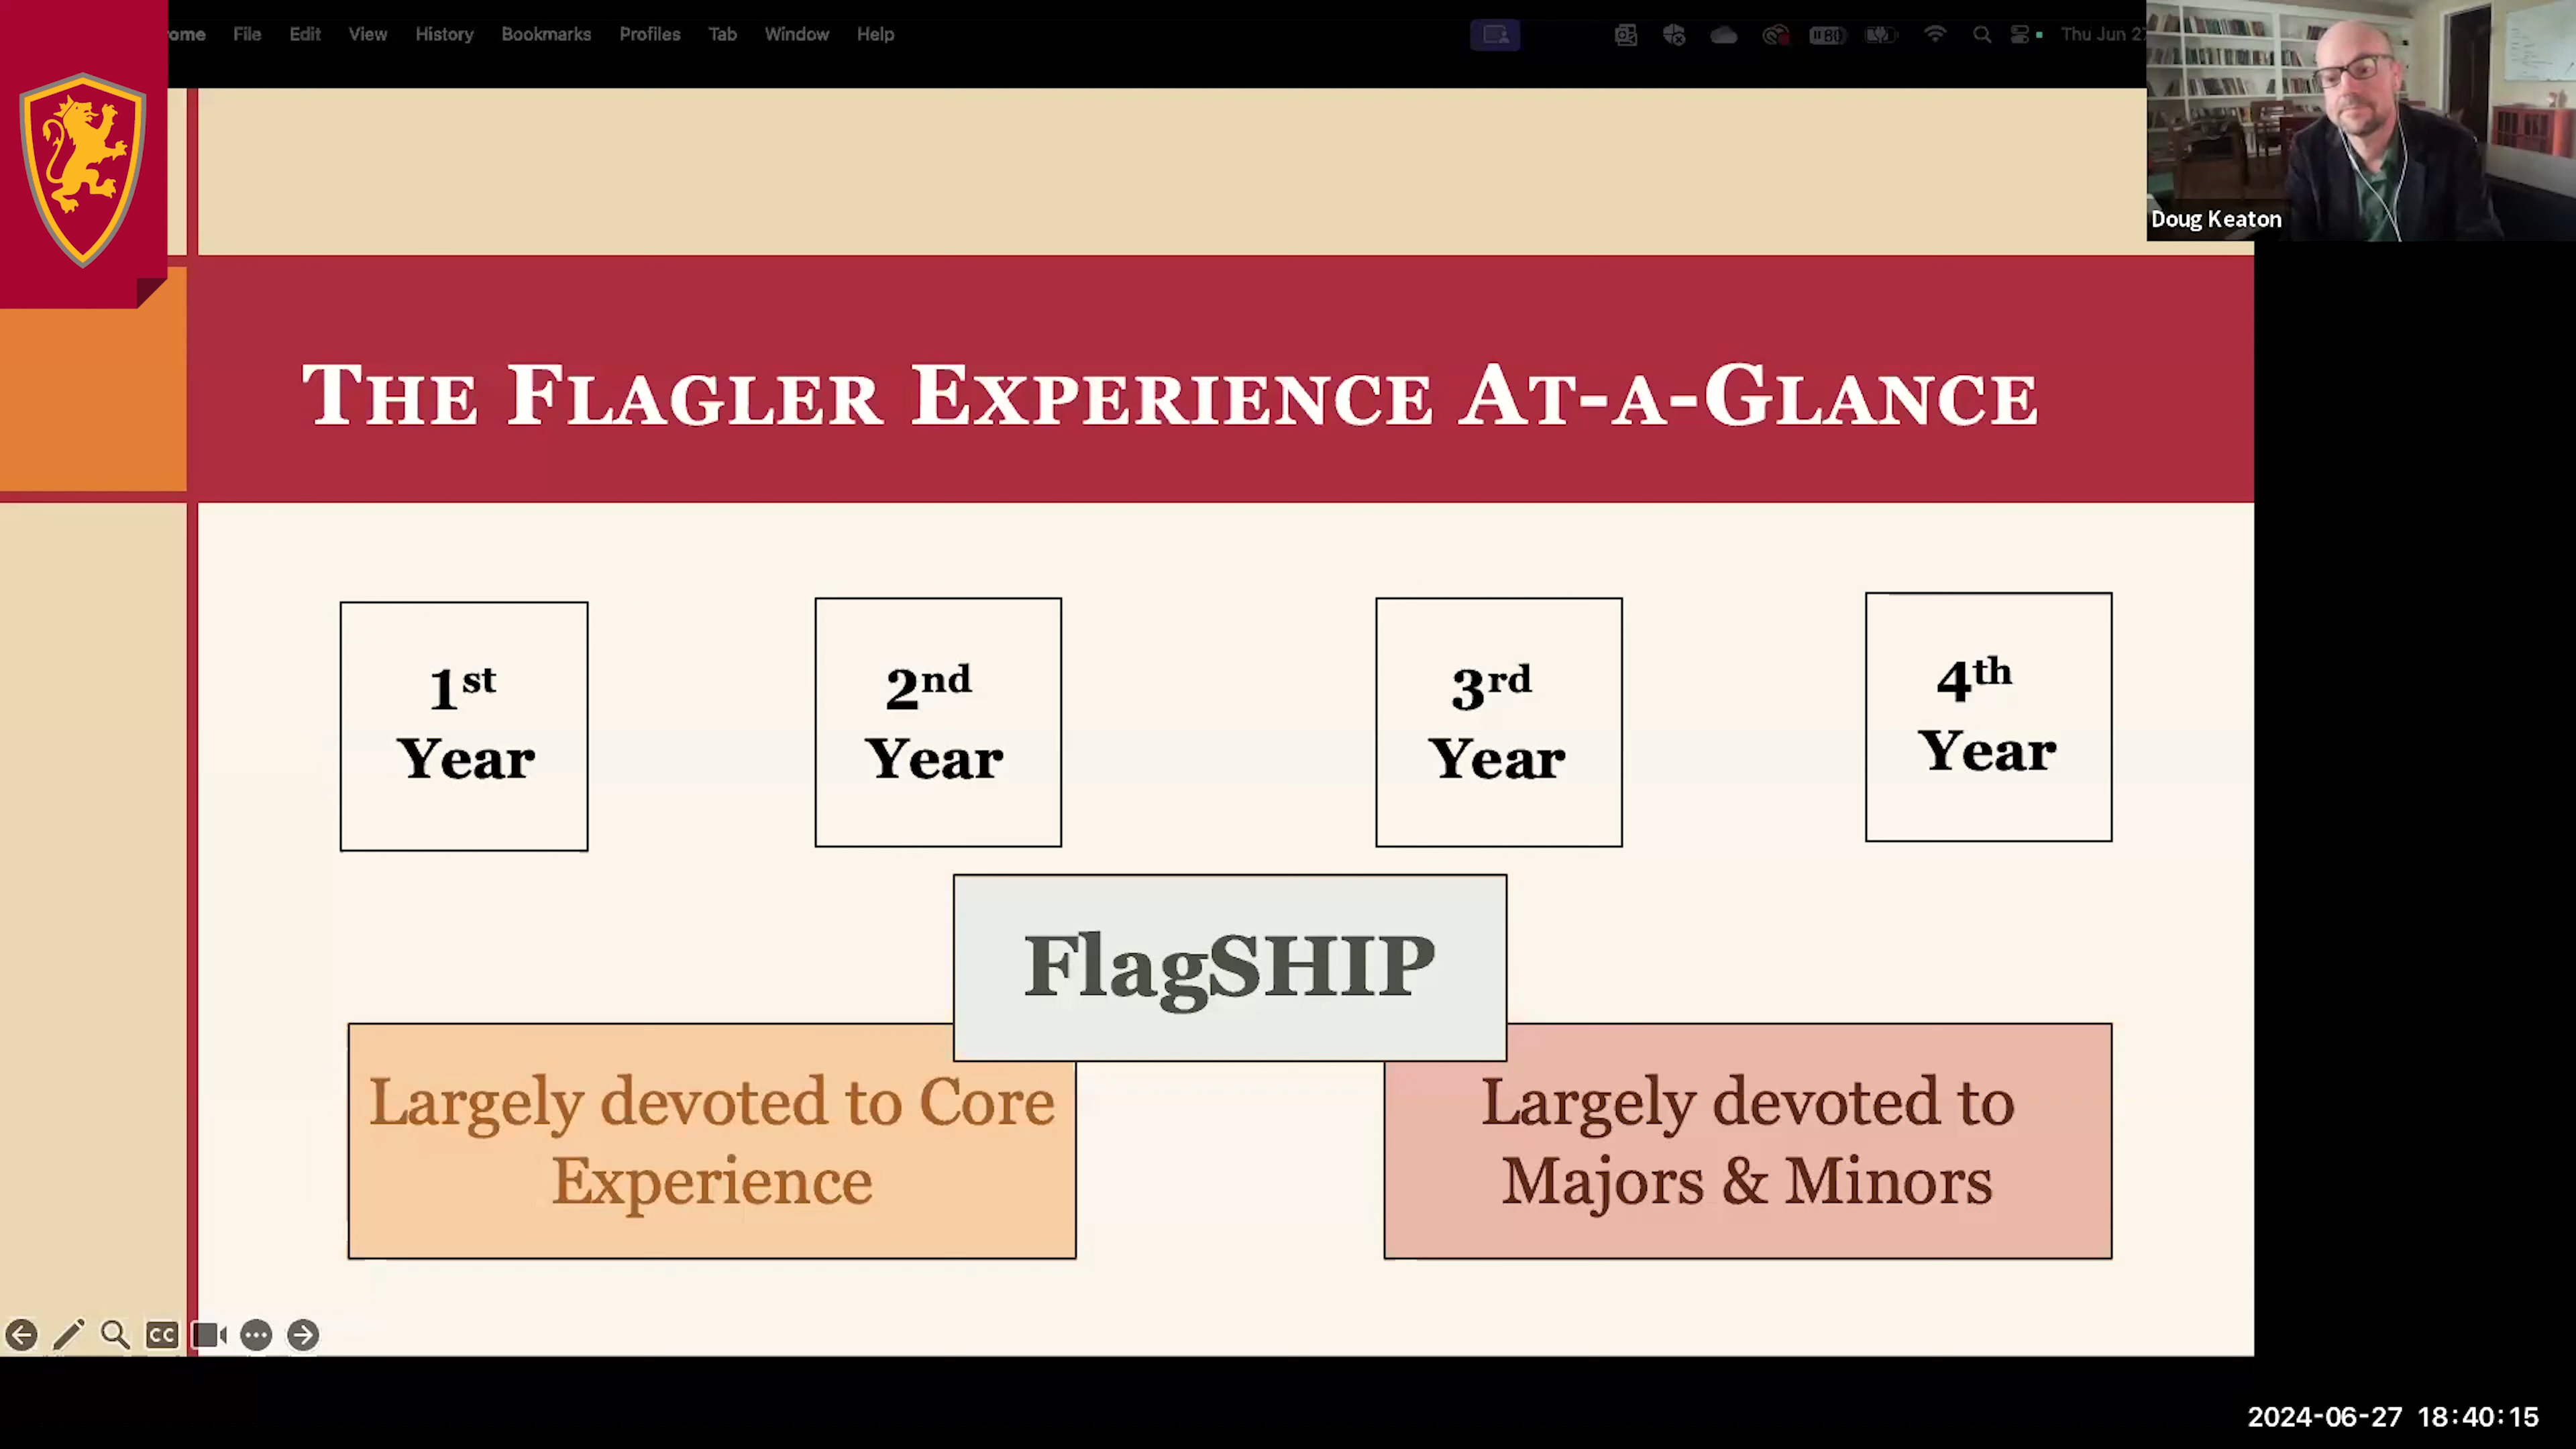 ome File Edit View History Bookmarks Profiles Tab Window Help
Thu Jun 27
Doug Keaton
THE FLAGLER EXPERIENCE AT-A-GLANCE
1st
Year
2nd
Year
3rd
Year
4th
Year
FlagSHIP
Largely devoted to Core
Experience
Largely devoted to
Majors & Minors
CC
2024-06-27 18:40:15